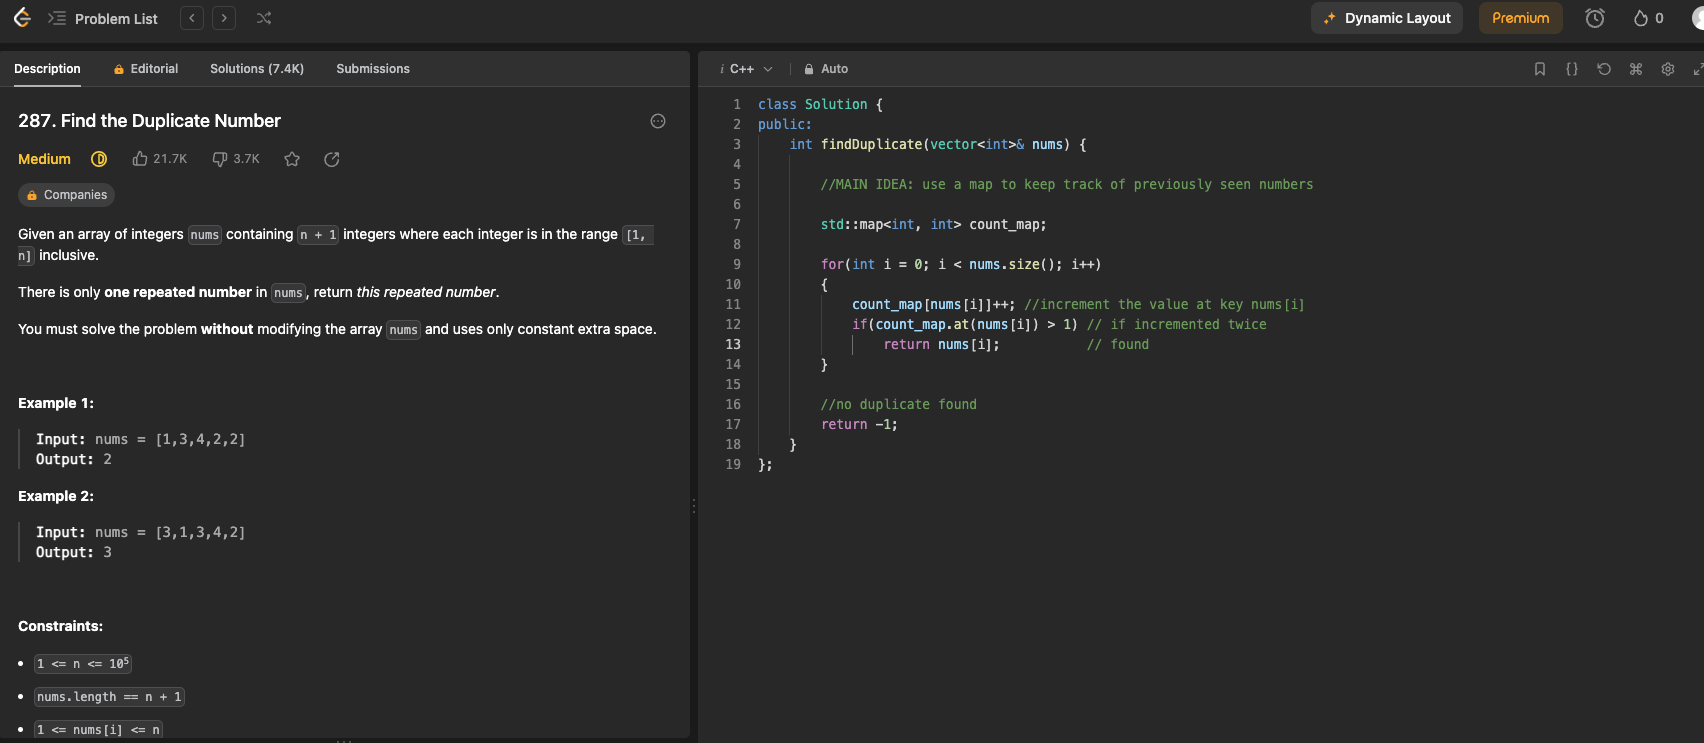 Problem List
Dynamic Layout
Premium
0
Description
Editorial
Solutions (7.4K)
Submissions
287. Find the Duplicate Number
Medium
21.7K
3.7K
Companies
Given an array of integers nums containing n + 1 integers where each integer is in the range [1,
n] inclusive.
There is only one repeated number in nums, return this repeated number.
You must solve the problem without modifying the array nums and uses only constant extra space.
Example 1:
Input: nums = [1,3,4,2,2]
Output: 2
Example 2:
Input: nums = [3,1,3,4,2]
Output: 3
Constraints:
1 <= n <= 10⁵
nums.length == n + 1
1 <= nums[i] <= n
i C++
Auto
{}
1 class Solution {
2 public:
3     int findDuplicate(vector<int>& nums) {
4
5         //MAIN IDEA: use a map to keep track of previously seen numbers
6
7         std::map<int, int> count_map;
8
9         for(int i = 0; i < nums.size(); i++)
10         {
11             count_map[nums[i]]++; //increment the value at key nums[i]
12             if(count_map.at(nums[i]) > 1) // if incremented twice
13                 return nums[i];           // found
14         }
15
16         //no duplicate found
17         return -1;
18     }
19 };